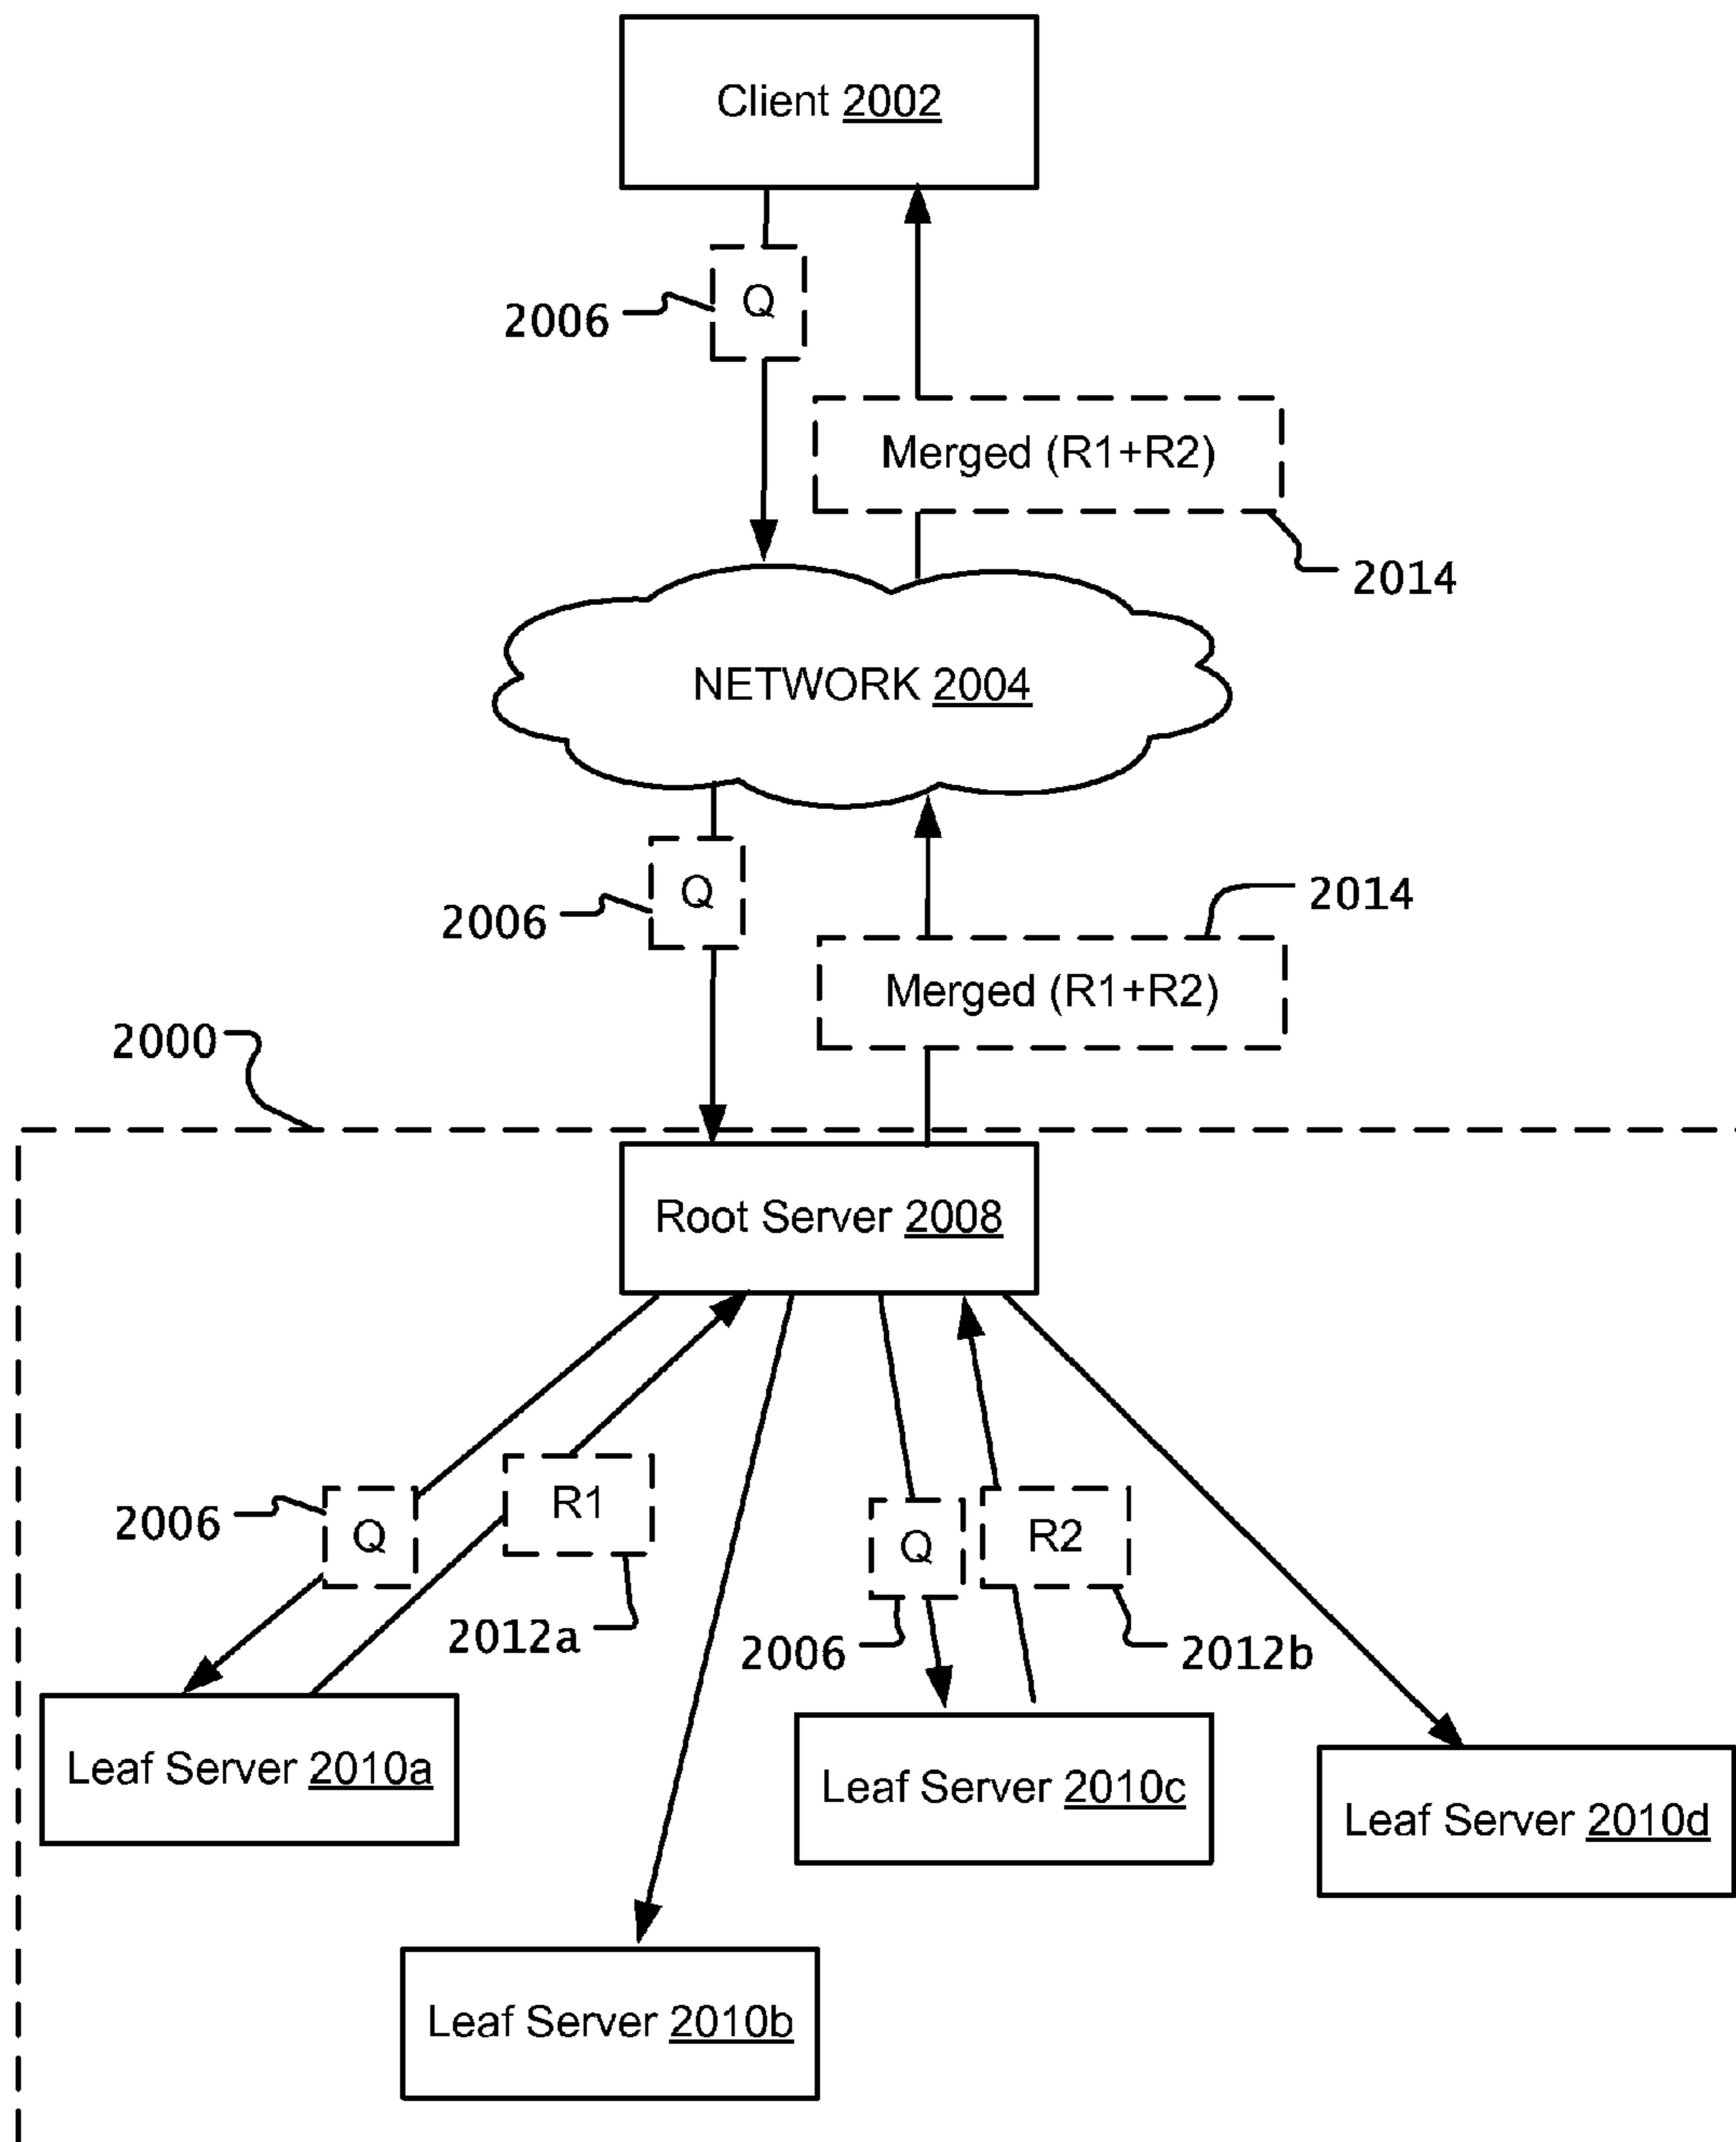 Client 2002
2006
Q
Merged (R1+R2)
2014
NETWORK 2004
2006
Q
2014
Merged (R1+R2)
2000
Root Server 2008
2006
Q
R1
2012a
Q
R2
2006
2012b
Leaf Server 2010a
Leaf Server 2010c
Leaf Server 2010d
Leaf Server 2010b